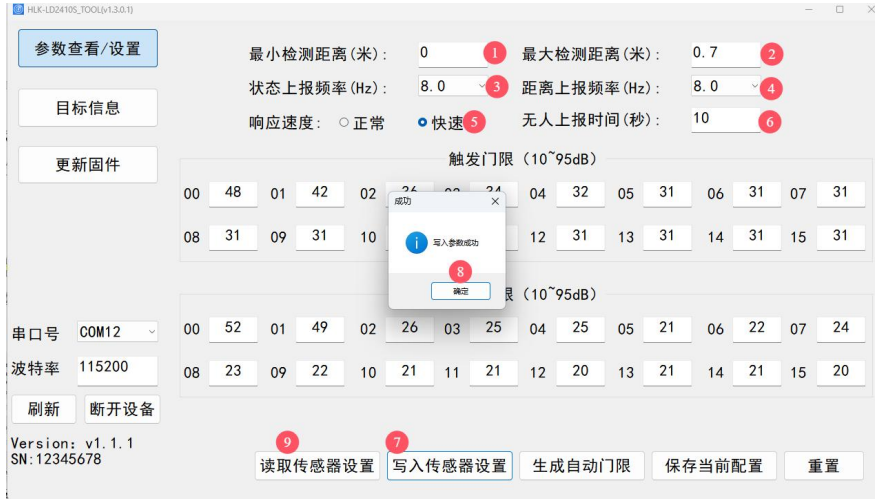 HLK-LD2410S_TOOL(v1.3.0.1)
参数查看/设置
目标信息
更新固件
最小检测距离(米): 0 1 最大检测距离(米): 0.7 2
状态上报频率(Hz): 8.0 3 距离上报频率(Hz): 8.0 4
响应速度: 正常 快速 5 无人上报时间(秒): 10 6
触发门限 (10~95dB)
00 48 01 42 02 04 32 05 31 06 31 07 31
08 31 09 31 10 12 31 13 31 14 31 15 31
成功
写入参数成功
8
确定
限 (10~95dB)
00 52 01 49 02 26 03 25 04 25 05 21 06 22 07 24
08 23 09 22 10 21 11 21 12 20 13 21 14 21 15 20
串口号 COM12
波特率 115200
刷新 断开设备
Version: v1.1.1
SN:12345678
9 7
读取传感器设置 写入传感器设置 生成自动门限 保存当前配置 重置